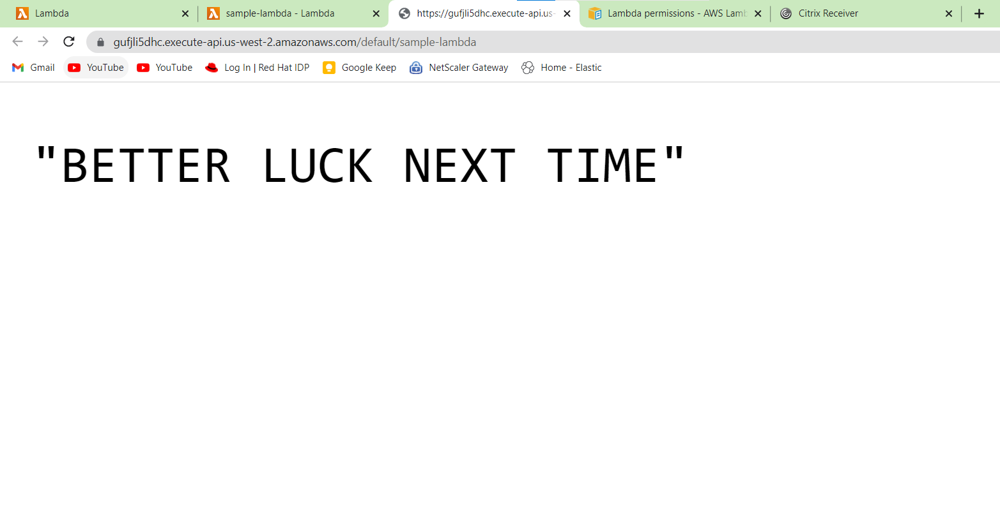 Lambda
sample-lambda - Lambda
https://gufjli5dhc.execute-api.us-
Lambda permissions - AWS Lamb
Citrix Receiver
gufjli5dhc.execute-api.us-west-2.amazonaws.com/default/sample-lambda
Gmail YouTube YouTube Log In | Red Hat IDP Google Keep NetScaler Gateway Home - Elastic
"BETTER LUCK NEXT TIME"